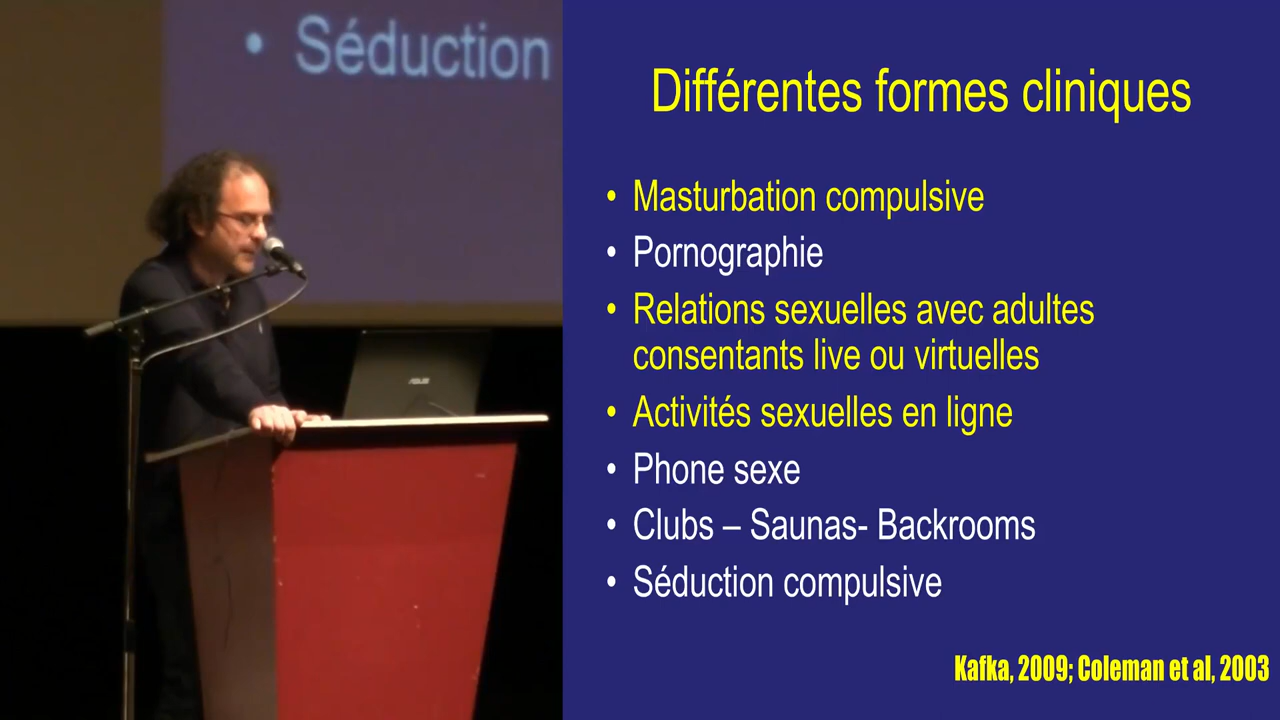 • Séduction
ASUS
Différentes formes cliniques
• Masturbation compulsive
• Pornographie
• Relations sexuelles avec adultes
consentants live ou virtuelles
• Activités sexuelles en ligne
• Phone sexe
• Clubs – Saunas- Backrooms
• Séduction compulsive
Kafka, 2009; Coleman et al, 2003